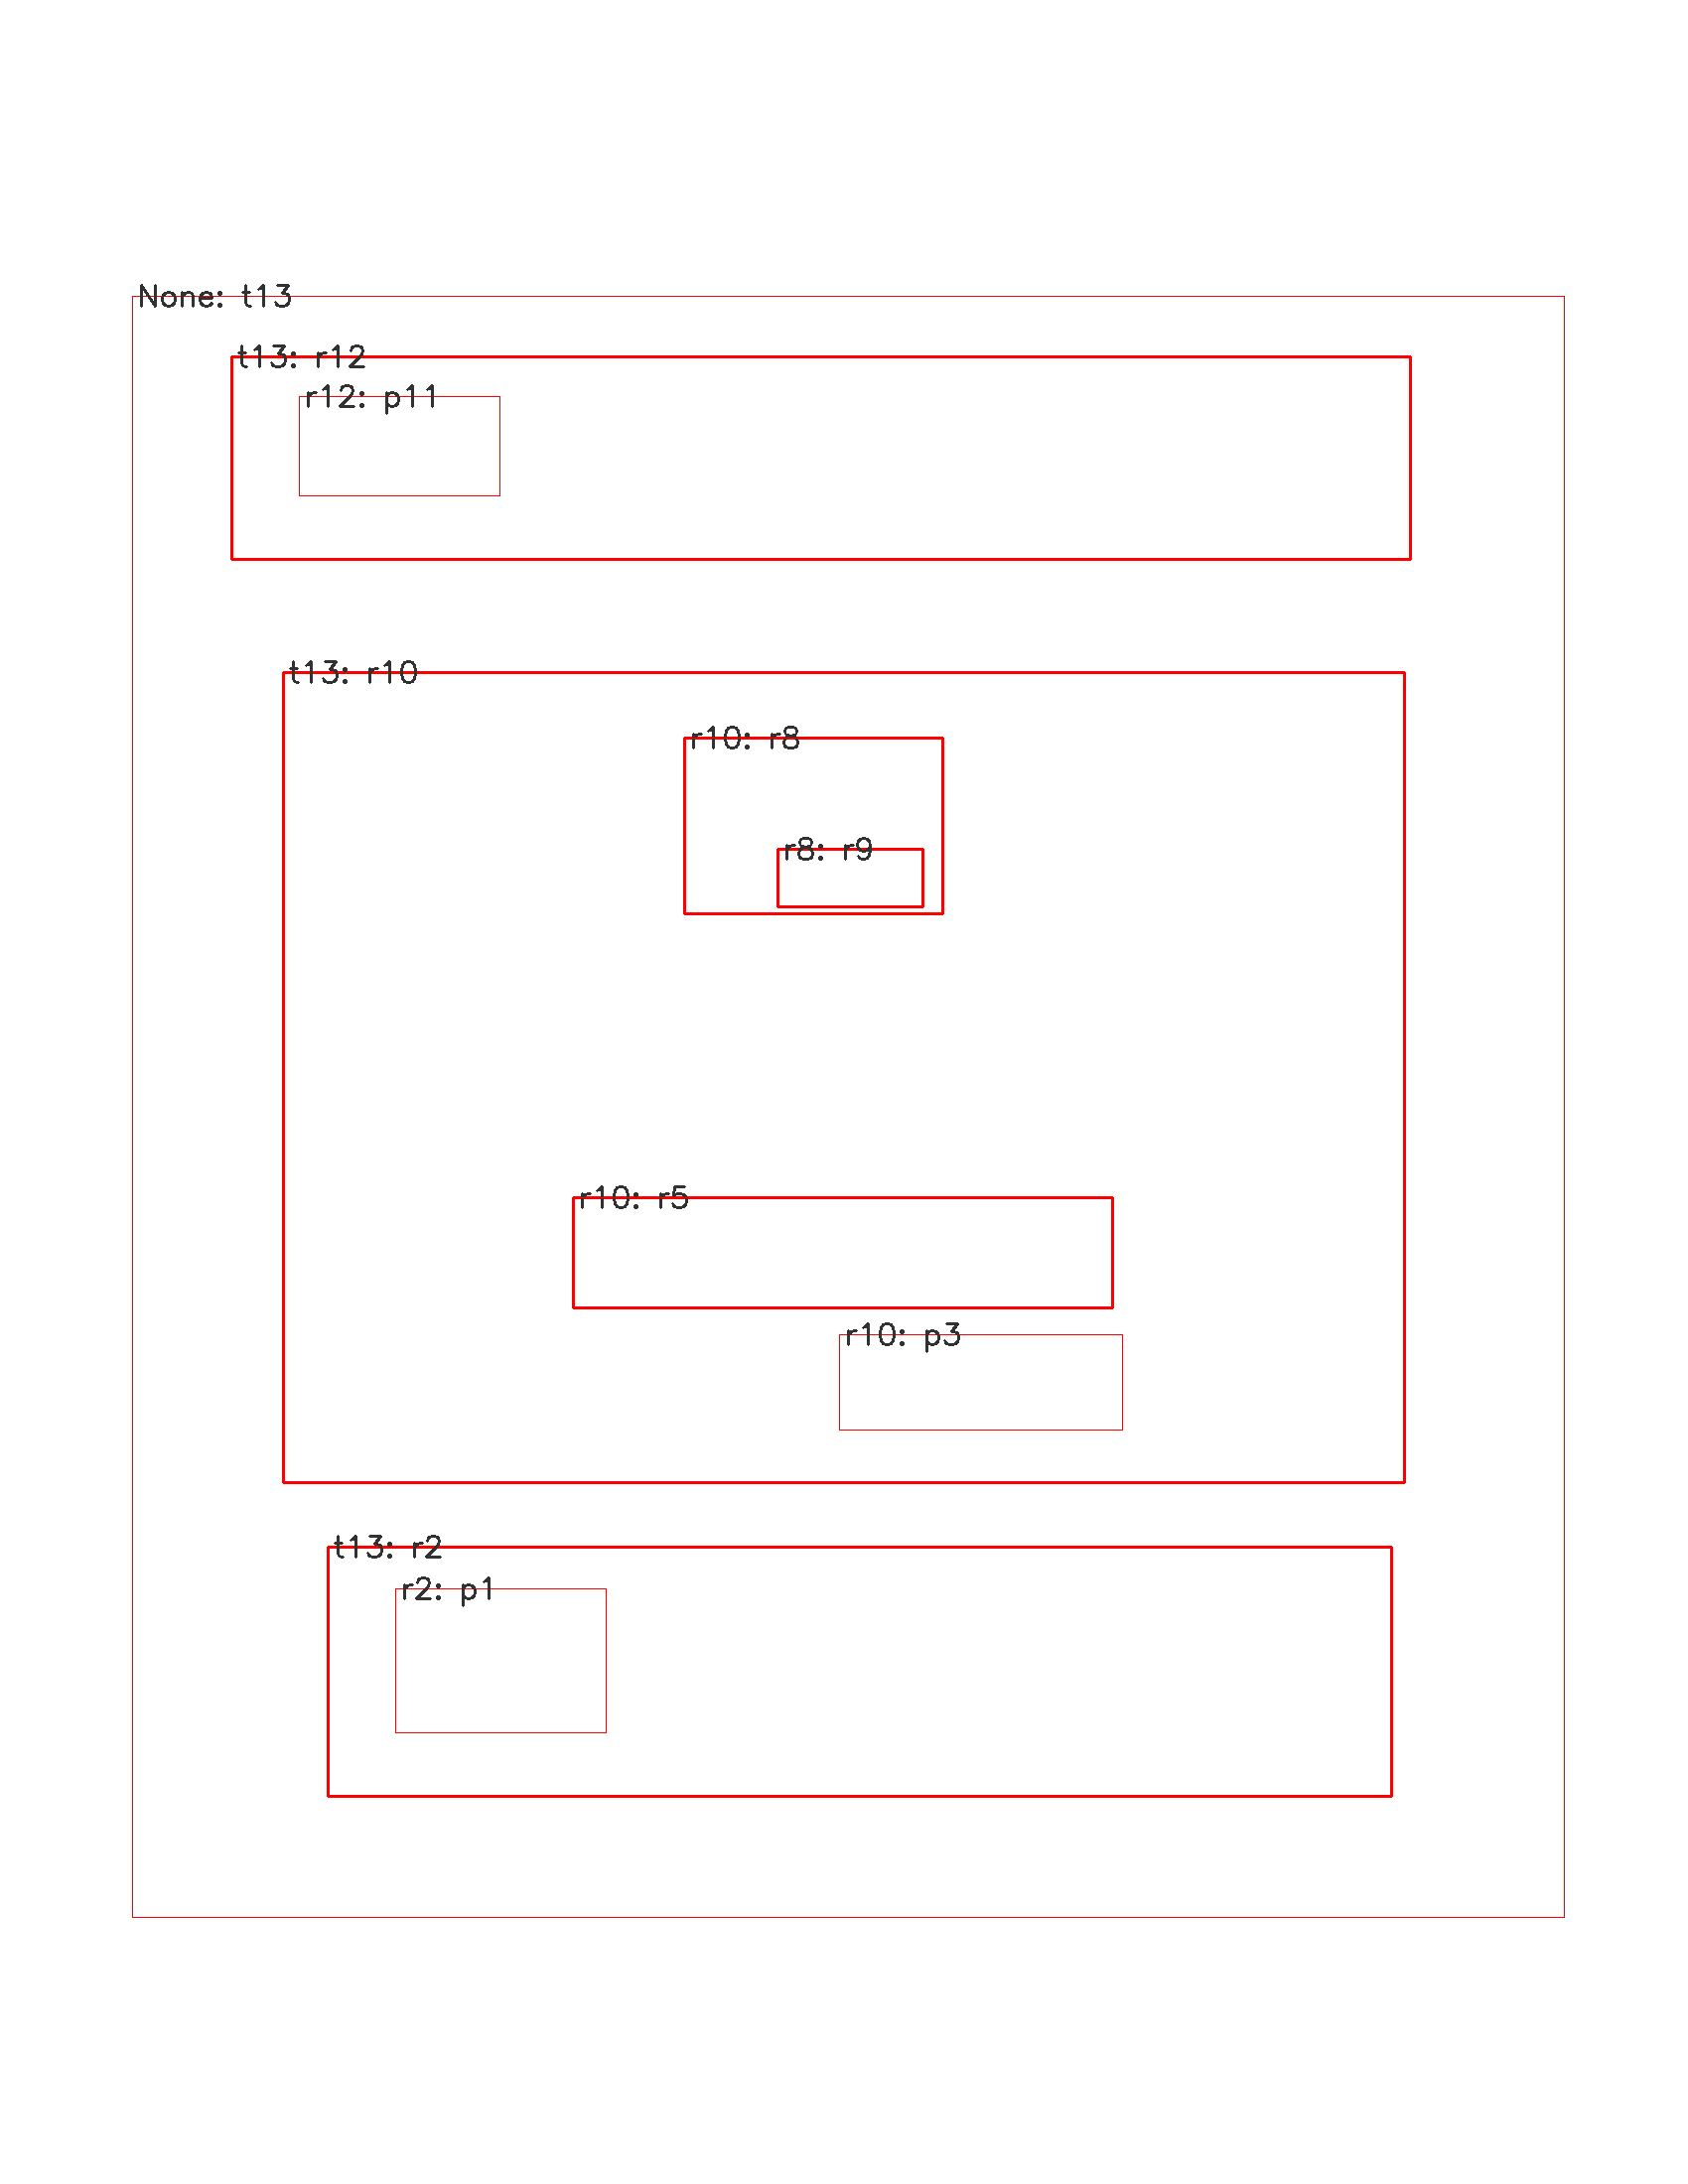 None: t13
t13: r12
r12: p11
t13: r10
r10: r8
r8: r9
r10: r5
r10: p3
t13: r2
r2: p1